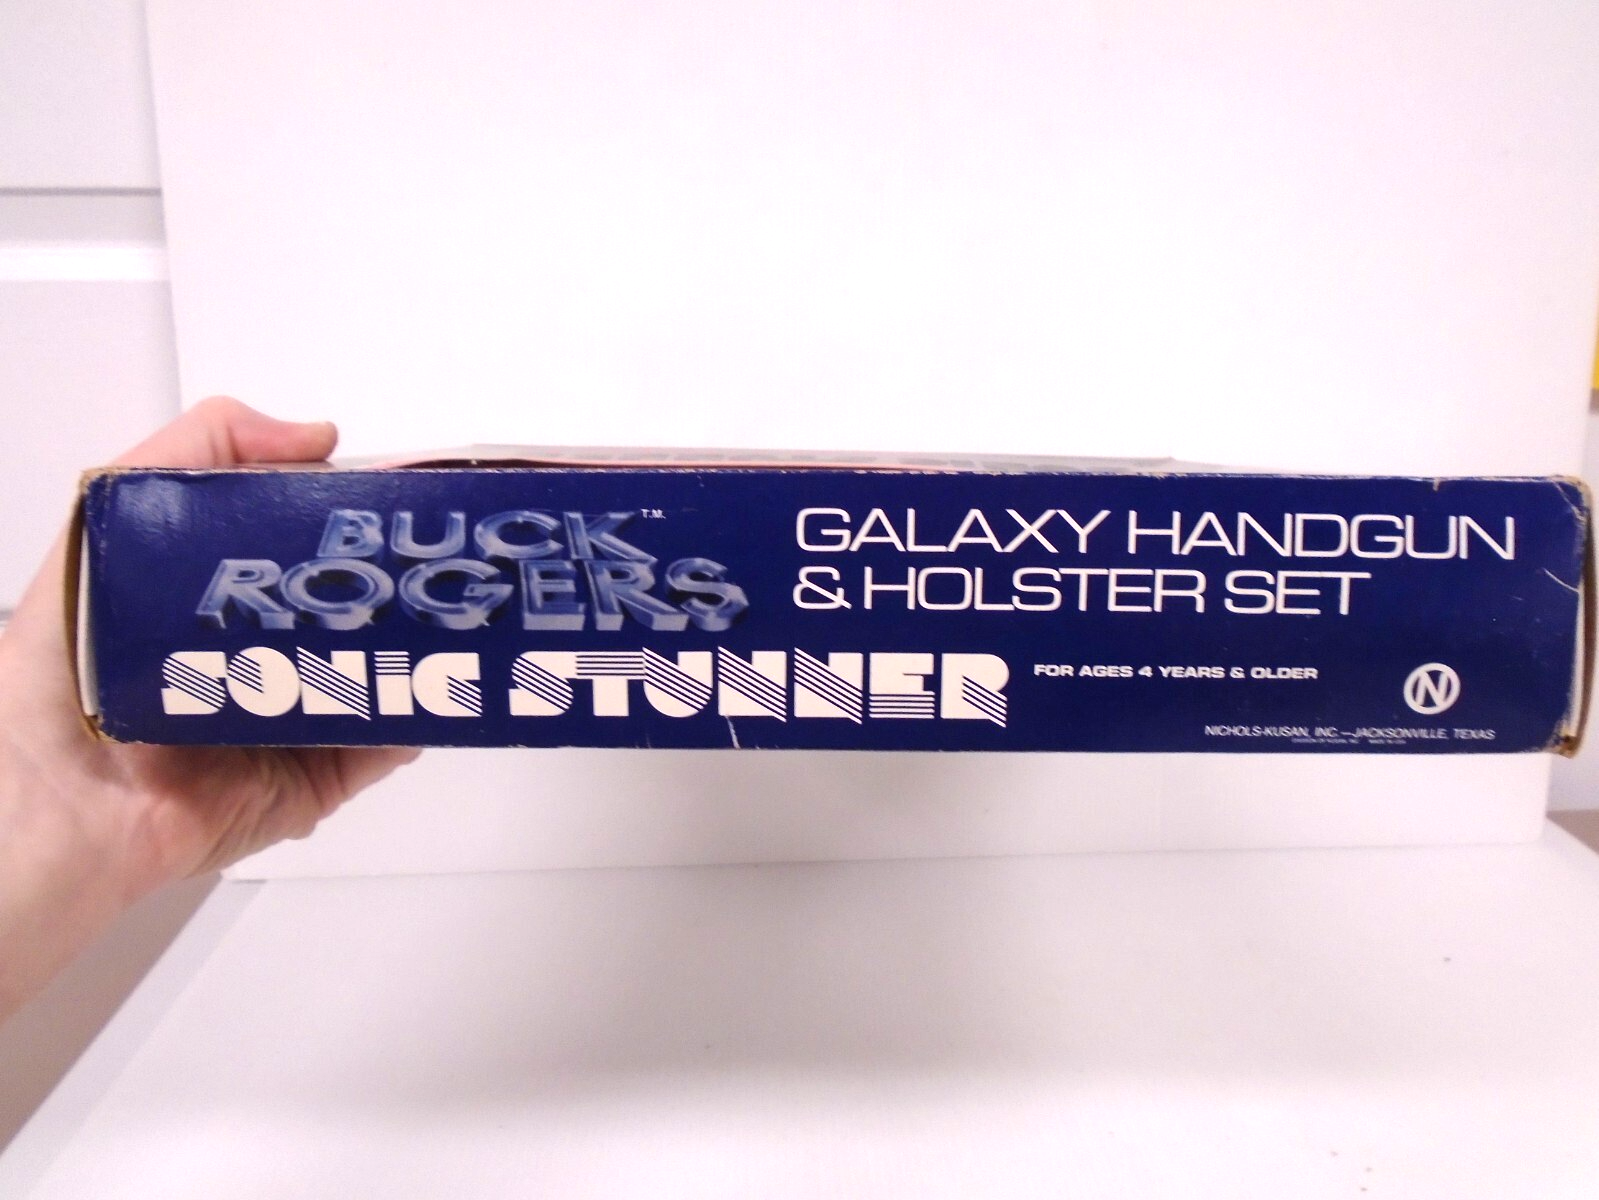 BUCK
ROGERS
T.M.
GALAXY HANDGUN
& HOLSTER SET
SONIC STUNNER
FOR AGES 4 YEARS & OLDER
N
NICHOLS-KUSAN, INC.—JACKSONVILLE, TEXAS